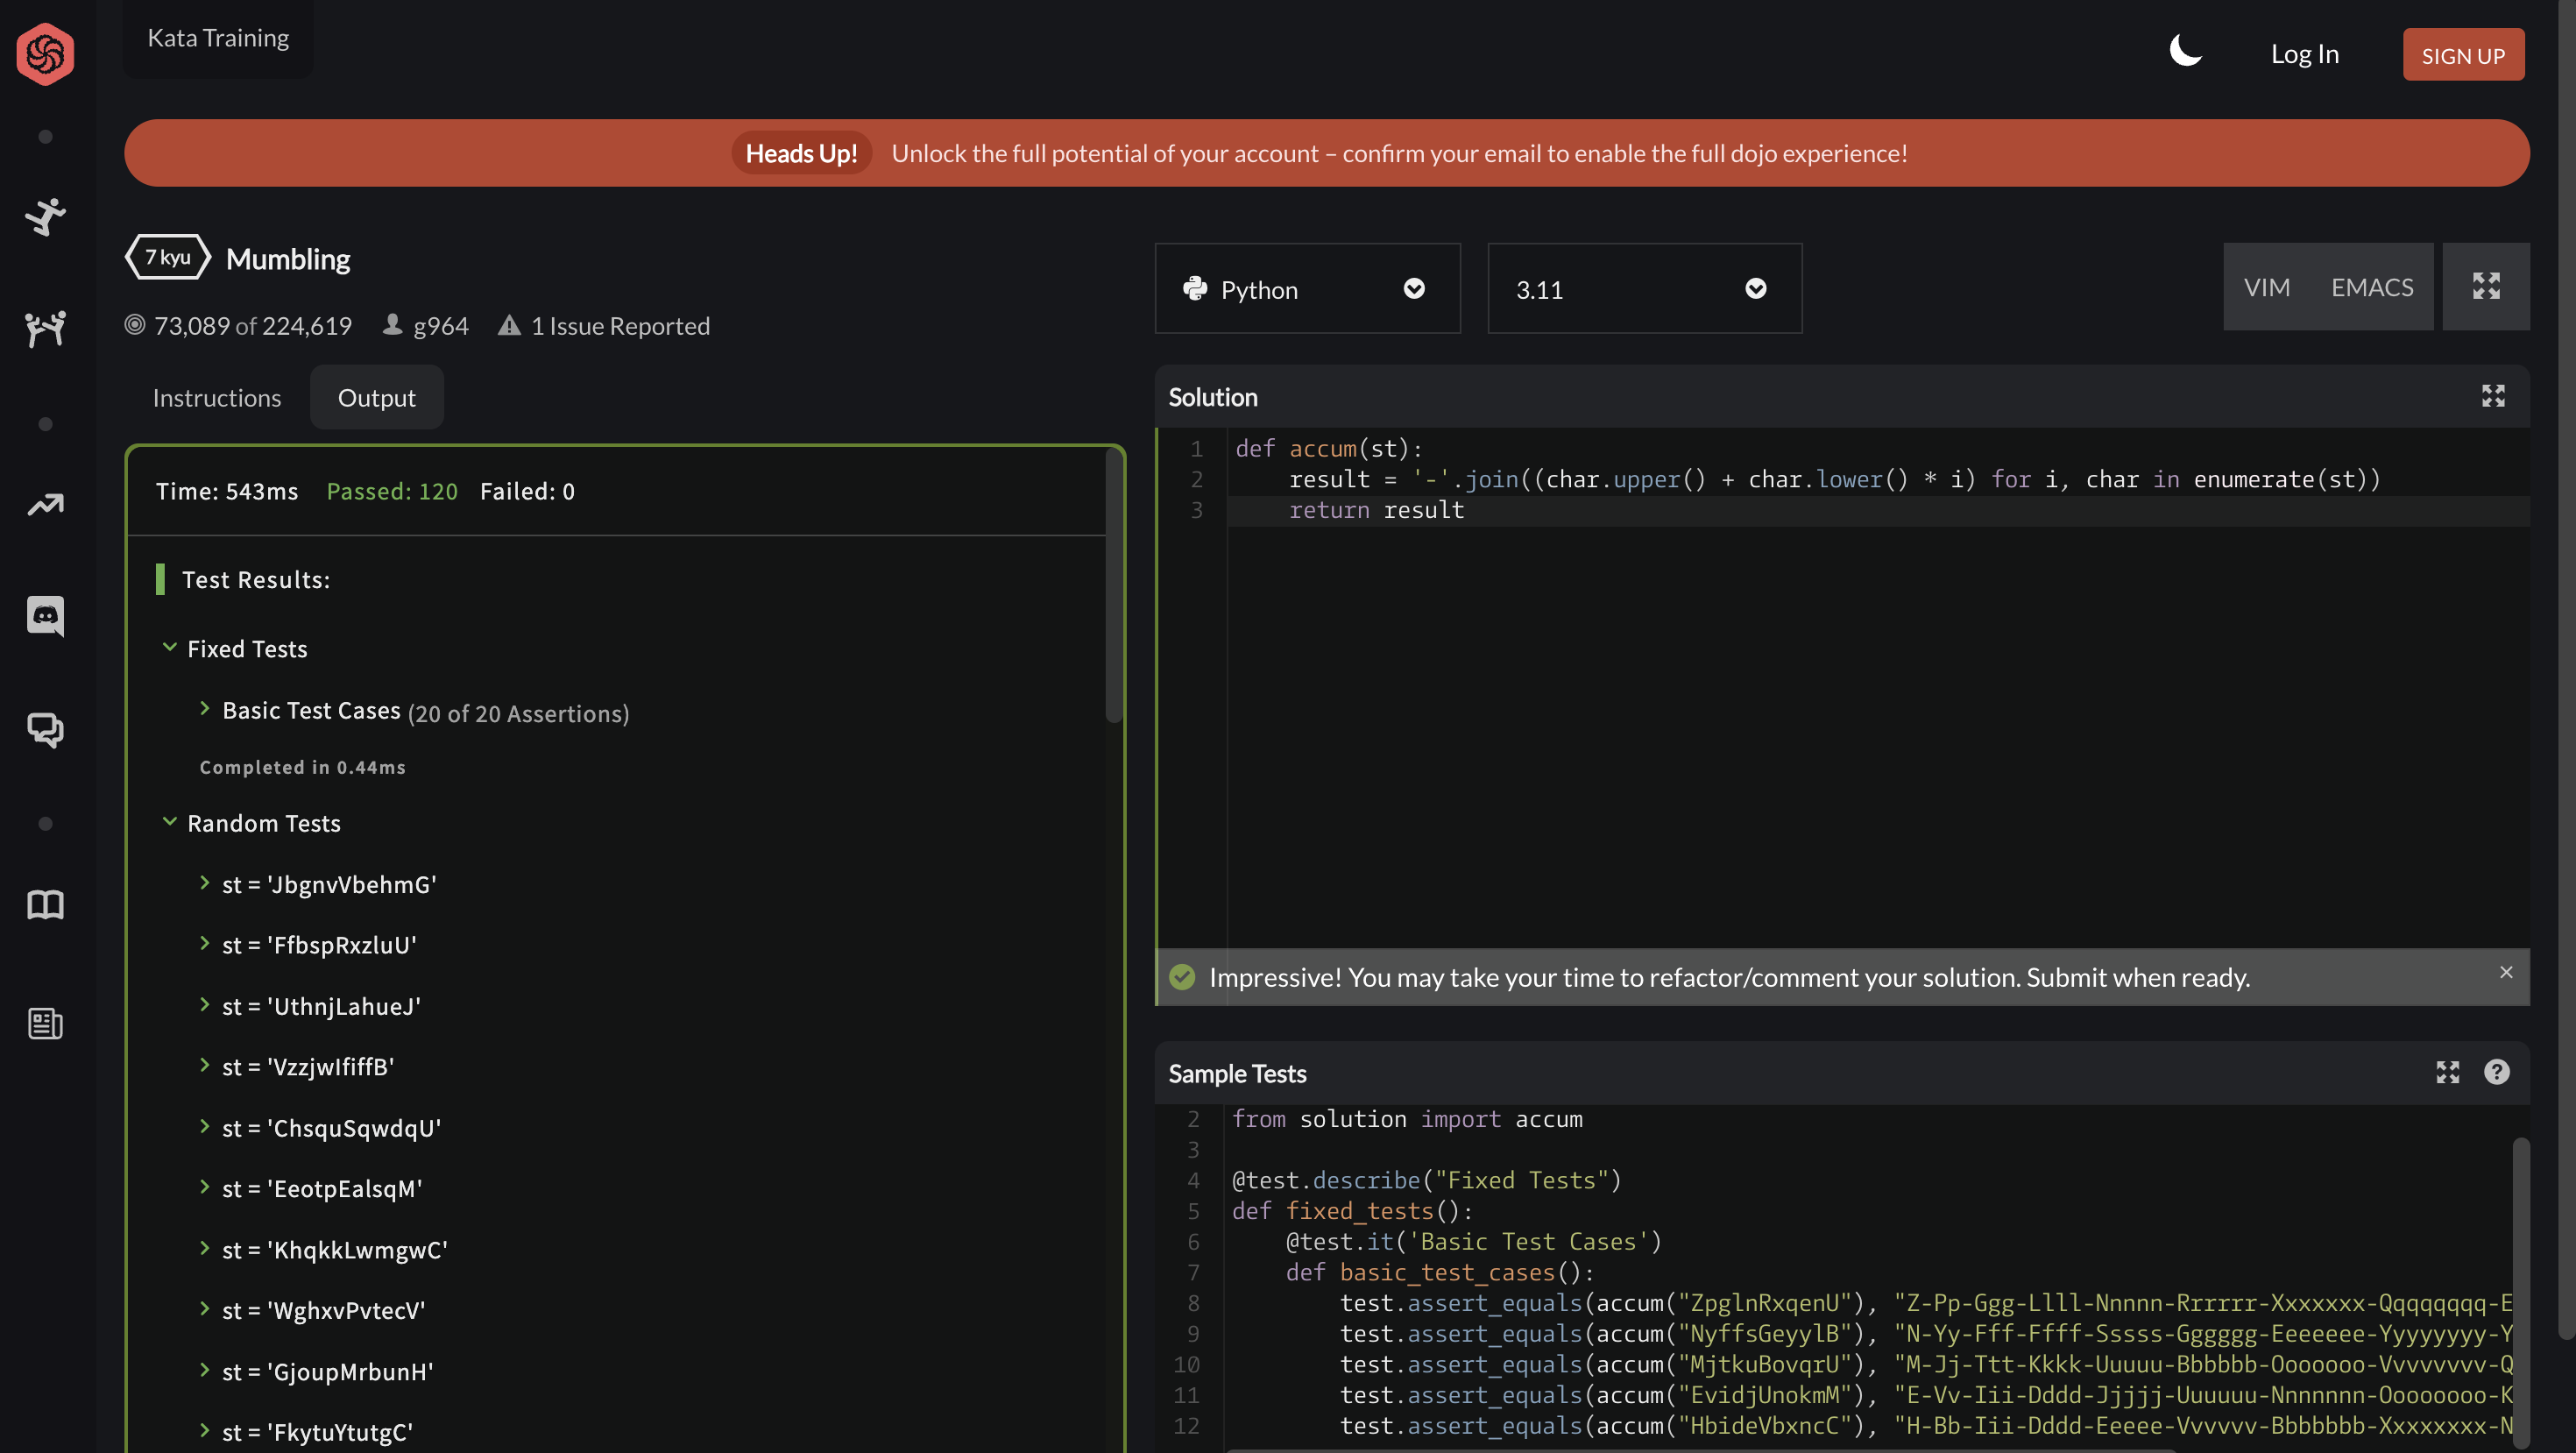 Kata Training
Log In
SIGN UP
Heads Up! Unlock the full potential of your account – confirm your email to enable the full dojo experience!
7 kyu Mumbling
73,089 of 224,619 g964 1 Issue Reported
Python
3.11
VIM EMACS
Instructions Output
Time: 543ms Passed: 120 Failed: 0
Test Results:
Fixed Tests
Basic Test Cases (20 of 20 Assertions)
Completed in 0.44ms
Random Tests
st = 'JbgnvVbehmG'
st = 'FfbspRxzluU'
st = 'UthnjLahueJ'
st = 'VzzjwIfiffB'
st = 'ChsquSqwdqU'
st = 'EeotpEalsqM'
st = 'KhqkkLwmgwC'
st = 'WghxvPvtecV'
st = 'GjoupMrbunH'
st = 'FkytuYtutgC'
Solution
1 def accum(st):
2     result = '-'.join((char.upper() + char.lower() * i) for i, char in enumerate(st))
3     return result
Impressive! You may take your time to refactor/comment your solution. Submit when ready.
Sample Tests
2 from solution import accum
3
4 @test.describe("Fixed Tests")
5 def fixed_tests():
6     @test.it('Basic Test Cases')
7     def basic_test_cases():
8         test.assert_equals(accum("ZpglnRxqenU"), "Z-Pp-Ggg-Llll-Nnnnn-Rrrrrr-Xxxxxxx-Qqqqqqqq-E
9         test.assert_equals(accum("NyffsGeyylB"), "N-Yy-Fff-Ffff-Sssss-Gggggg-Eeeeeee-Yyyyyyyy-Y
10         test.assert_equals(accum("MjtkuBovqrU"), "M-Jj-Ttt-Kkkk-Uuuuu-Bbbbbb-Ooooooo-Vvvvvvvv-Q
11         test.assert_equals(accum("EvidjUnokmM"), "E-Vv-Iii-Dddd-Jjjjj-Uuuuuu-Nnnnnnn-Oooooooo-K
12         test.assert_equals(accum("HbideVbxncC"), "H-Bb-Iii-Dddd-Eeeee-Vvvvvv-Bbbbbbb-Xxxxxxxx-N